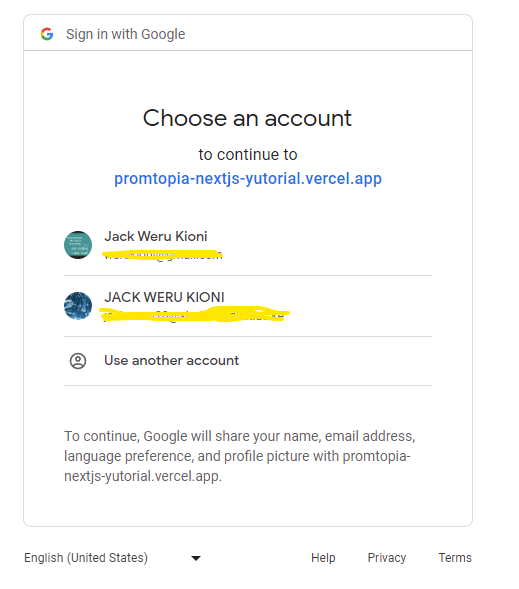 Sign in with Google
Choose an account
to continue to
promtopia-nextjs-yutorial.vercel.app
Jack Weru Kioni
JACK WERU KIONI
Use another account
To continue, Google will share your name, email address,
language preference, and profile picture with promtopia-
nextjs-yutorial.vercel.app.
English (United States)
Help
Privacy
Terms